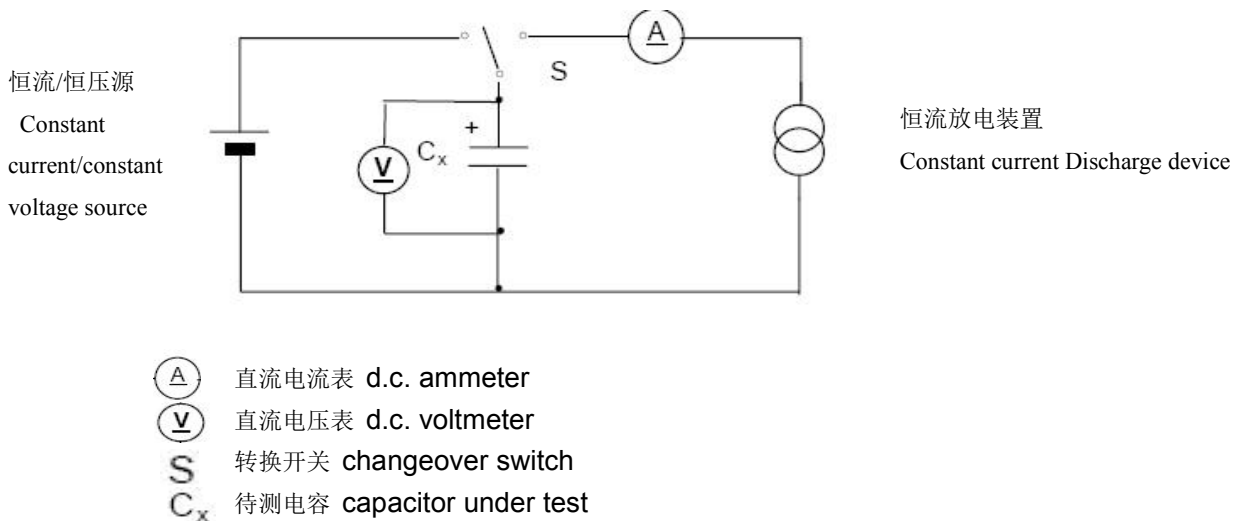 恒流/恒压源
Constant
current/constant
voltage source
A
S
+
Cx
V
恒流放电装置
Constant current Discharge device
A 直流电流表 d.c. ammeter
V 直流电压表 d.c. voltmeter
S 转换开关 changeover switch
Cx 待测电容 capacitor under test